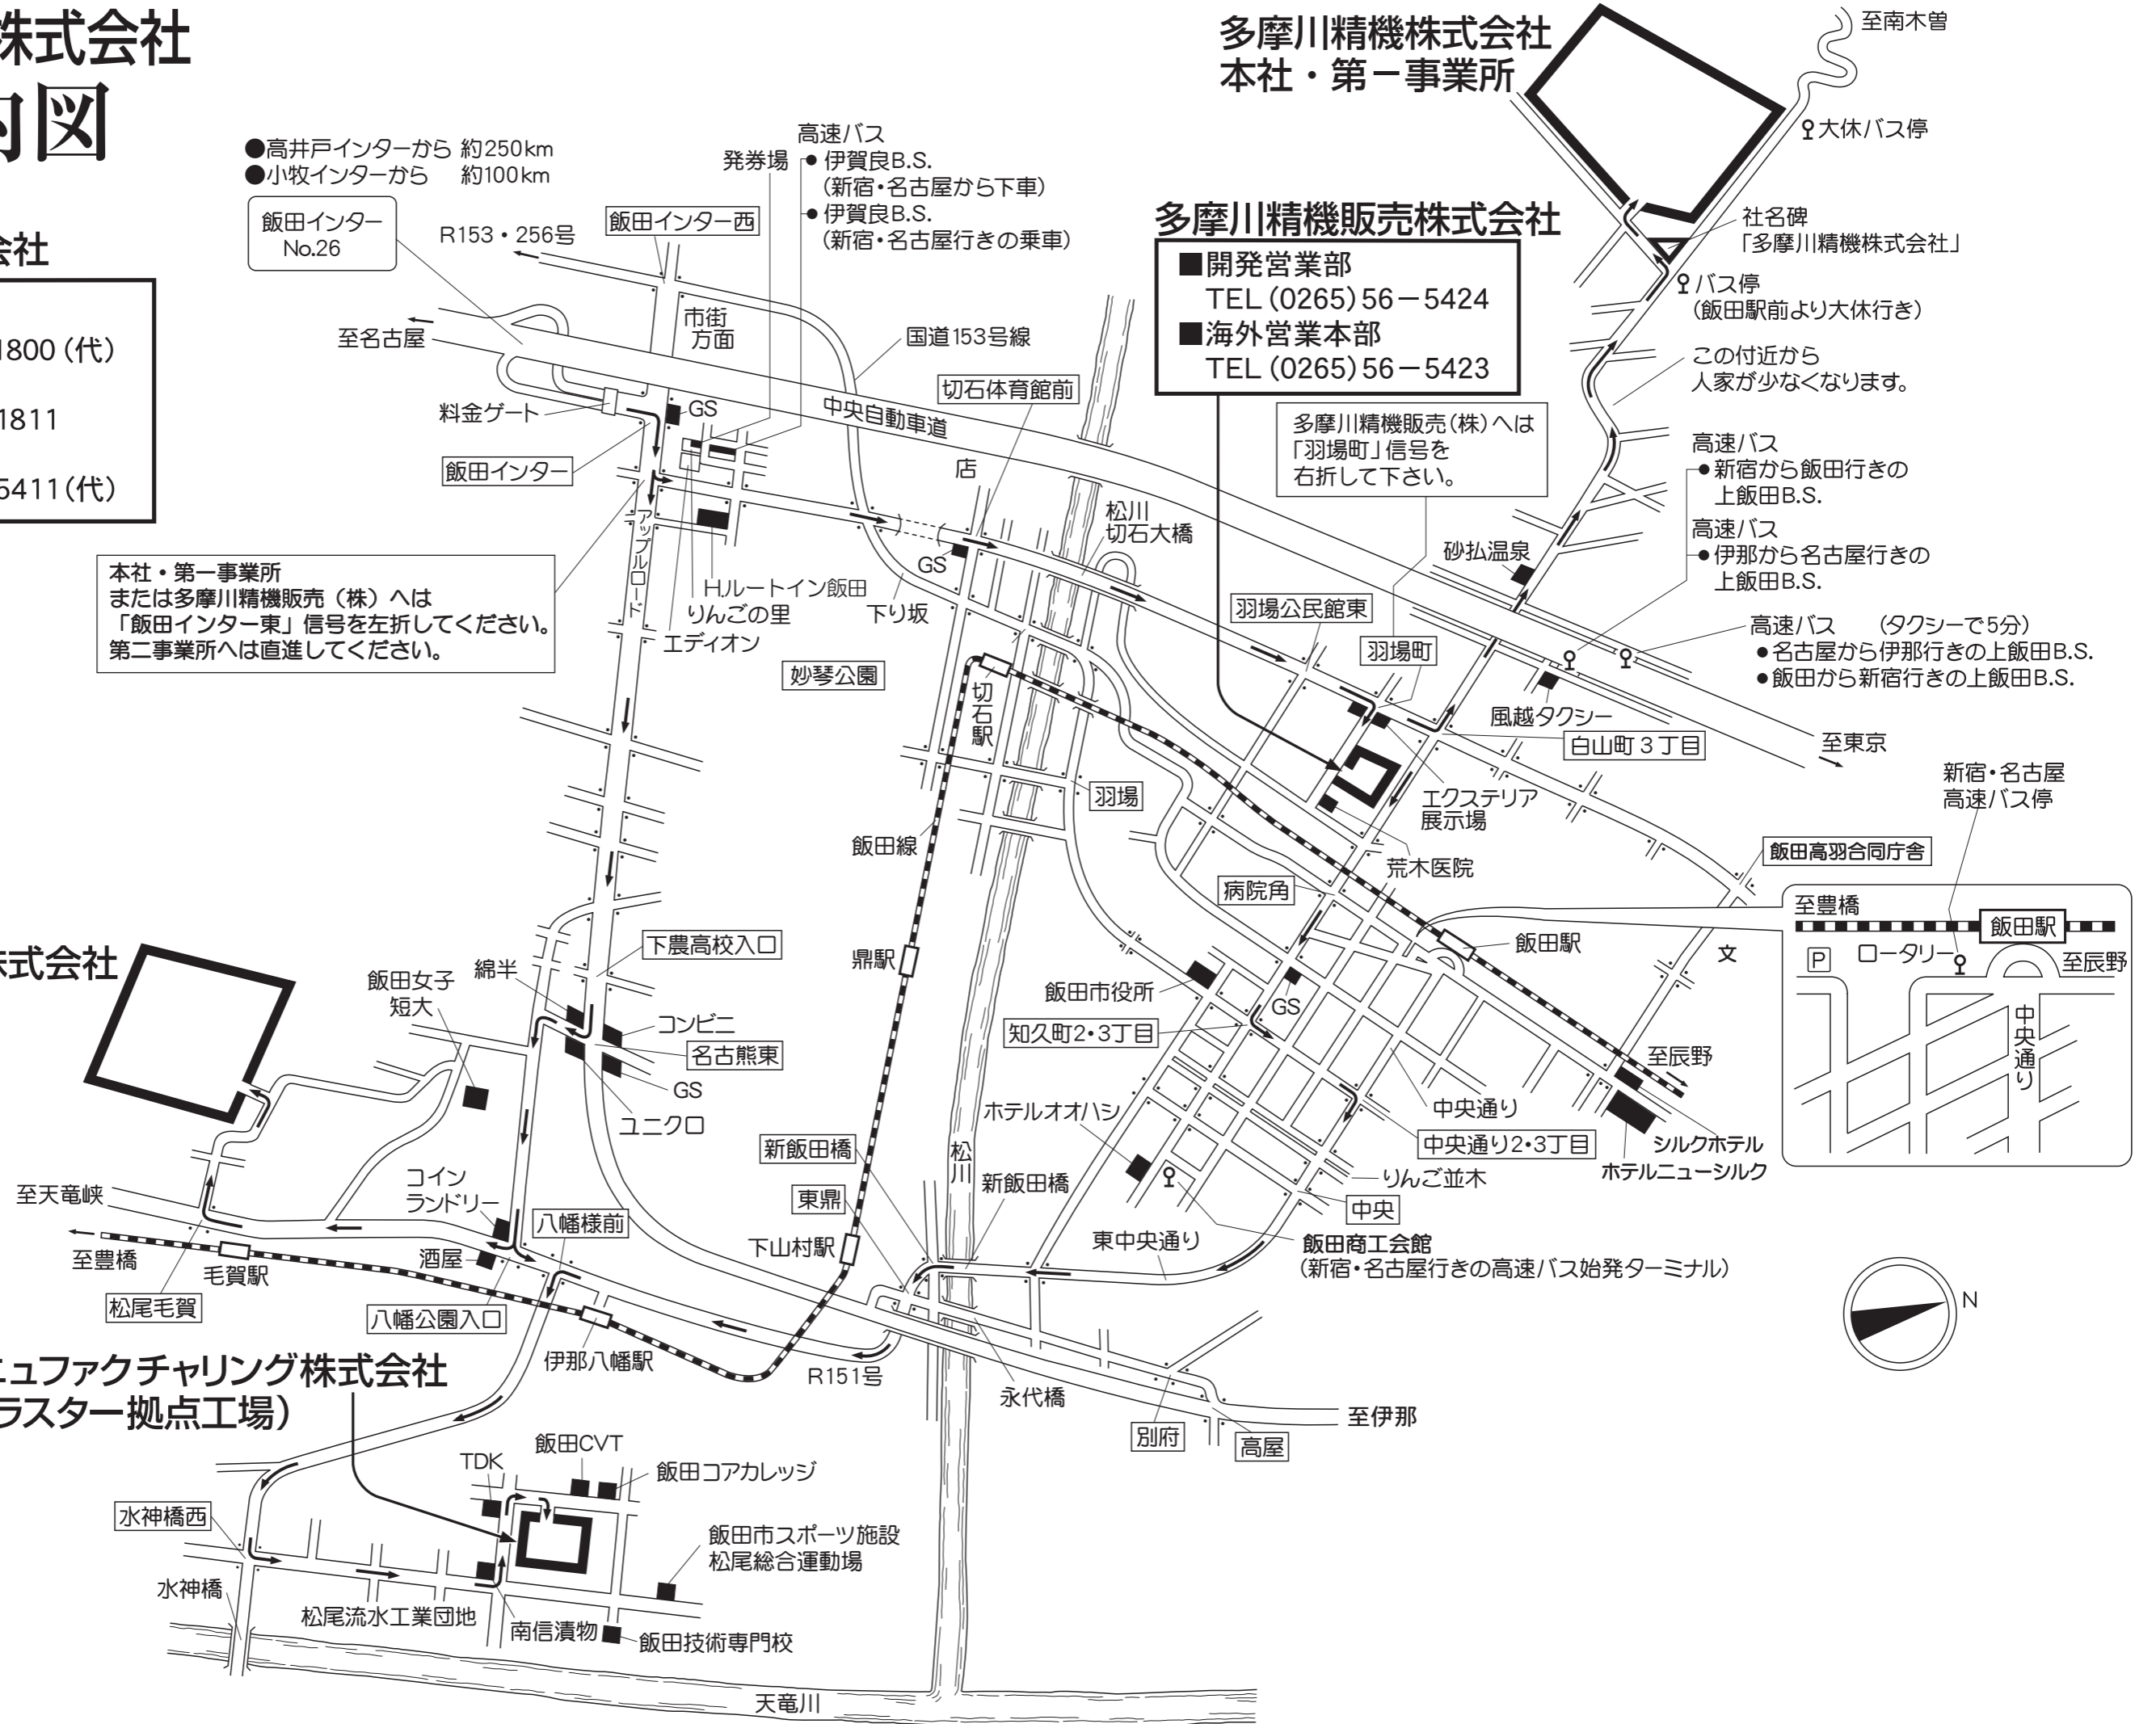 株式会社
内図
会社
1800（代）
1811
5411（代）
●高井戸インターから 約250km
●小牧インターから 約100km
飯田インター
No.26
R153・256号
飯田インター西
発券場
高速バス
● 伊賀良B.S.
（新宿・名古屋から下車）
● 伊賀良B.S.
（新宿・名古屋行きの乗車）
多摩川精機株式会社
本社・第一事業所
至南木曽
大休バス停
社名碑
「多摩川精機株式会社」
バス停
（飯田駅前より大休行き）
この付近から
人家が少なくなります。
多摩川精機販売株式会社
■開発営業部
TEL（0265）56－5424
■海外営業本部
TEL（0265）56－5423
多摩川精機販売（株）へは
「羽場町」信号を
右折して下さい。
高速バス
●新宿から飯田行きの
上飯田B.S.
高速バス
●伊那から名古屋行きの
上飯田B.S.
高速バス （タクシーで5分）
●名古屋から伊那行きの上飯田B.S.
●飯田から新宿行きの上飯田B.S.
至名古屋
市街
方面
国道153号線
切石体育館前
中央自動車道
料金ゲート
GS
飯田インター
店
松川
切石大橋
砂払温泉
アップルロード
GS
H.ルートイン飯田
りんごの里
エディオン
下り坂
本社・第一事業所
または多摩川精機販売（株）へは
「飯田インター東」信号を左折してください。
第二事業所へは直進してください。
羽場公民館東
羽場町
妙琴公園
切石駅
風越タクシー
白山町３丁目
至東京
新宿・名古屋
高速バス停
羽場
エクステリア
展示場
飯田線
荒木医院
飯田高羽合同庁舎
病院角
至豊橋
飯田駅
P
ロータリー
至辰野
中央通り
飯田駅
文
株式会社
下農高校入口
綿半
飯田女子
短大
コンビニ
名古熊東
GS
ユニクロ
鼎駅
飯田市役所
GS
知久町2・3丁目
至辰野
ホテルオオハシ
中央通り
中央通り2・3丁目
シルクホテル
ホテルニューシルク
りんご並木
中央
新飯田橋
松川
新飯田橋
東鼎
下山村駅
東中央通り
飯田商工会館
（新宿・名古屋行きの高速バス始発ターミナル）
N
コイン
ランドリー
至天竜峡
八幡様前
至豊橋
毛賀駅
酒屋
松尾毛賀
八幡公園入口
伊那八幡駅
R151号
永代橋
別府
高屋
至伊那
ニュファクチャリング株式会社
ラスター拠点工場）
TDK
飯田CVT
飯田コアカレッジ
水神橋西
飯田市スポーツ施設
松尾総合運動場
水神橋
松尾流水工業団地
南信漬物
飯田技術専門校
天竜川